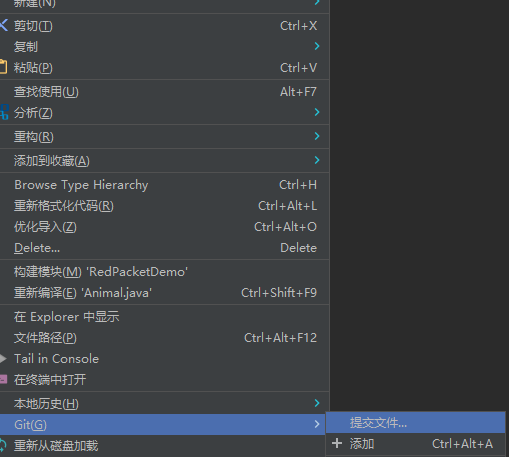 新建(N)
剪切(T) Ctrl+X
复制
粘贴(P) Ctrl+V
查找使用(U) Alt+F7
分析(Z)
重构(R)
添加到收藏(A)
Browse Type Hierarchy Ctrl+H
重新格式化代码(R) Ctrl+Alt+L
优化导入(Z) Ctrl+Alt+O
Delete... Delete
构建模块(M) 'RedPacketDemo'
重新编译(E) 'Animal.java' Ctrl+Shift+F9
在 Explorer 中显示
文件路径(P) Ctrl+Alt+F12
Tail in Console
在终端中打开
本地历史(H)
Git(G)
提交文件...
添加 Ctrl+Alt+A
重新从磁盘加载